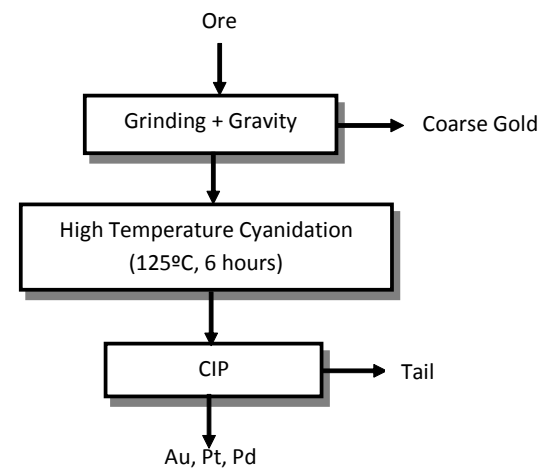 Ore
Grinding + Gravity
Coarse Gold
High Temperature Cyanidation
(125ºC, 6 hours)
CIP
Tail
Au, Pt, Pd